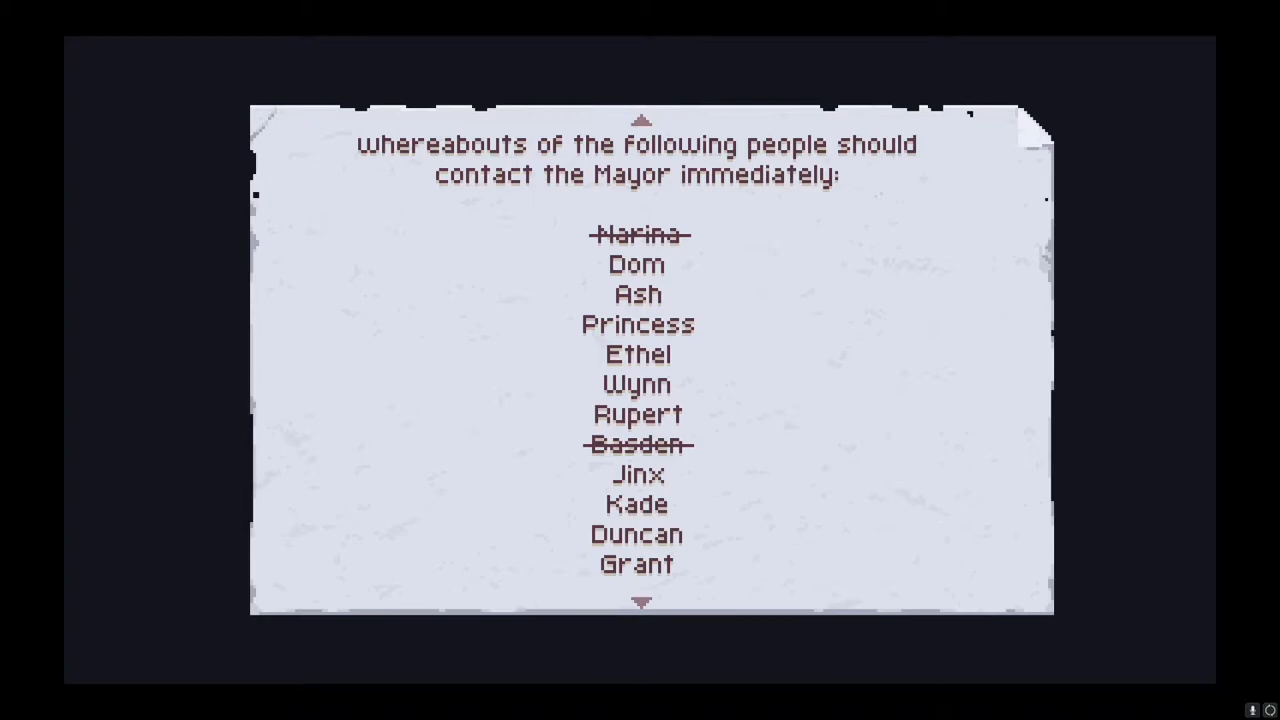 whereabouts of the following people should
contact the Mayor immediately:
Narina
Dom
Ash
Princess
Ethel
Wynn
Rupert
Basden
Jinx
Kade
Duncan
Grant